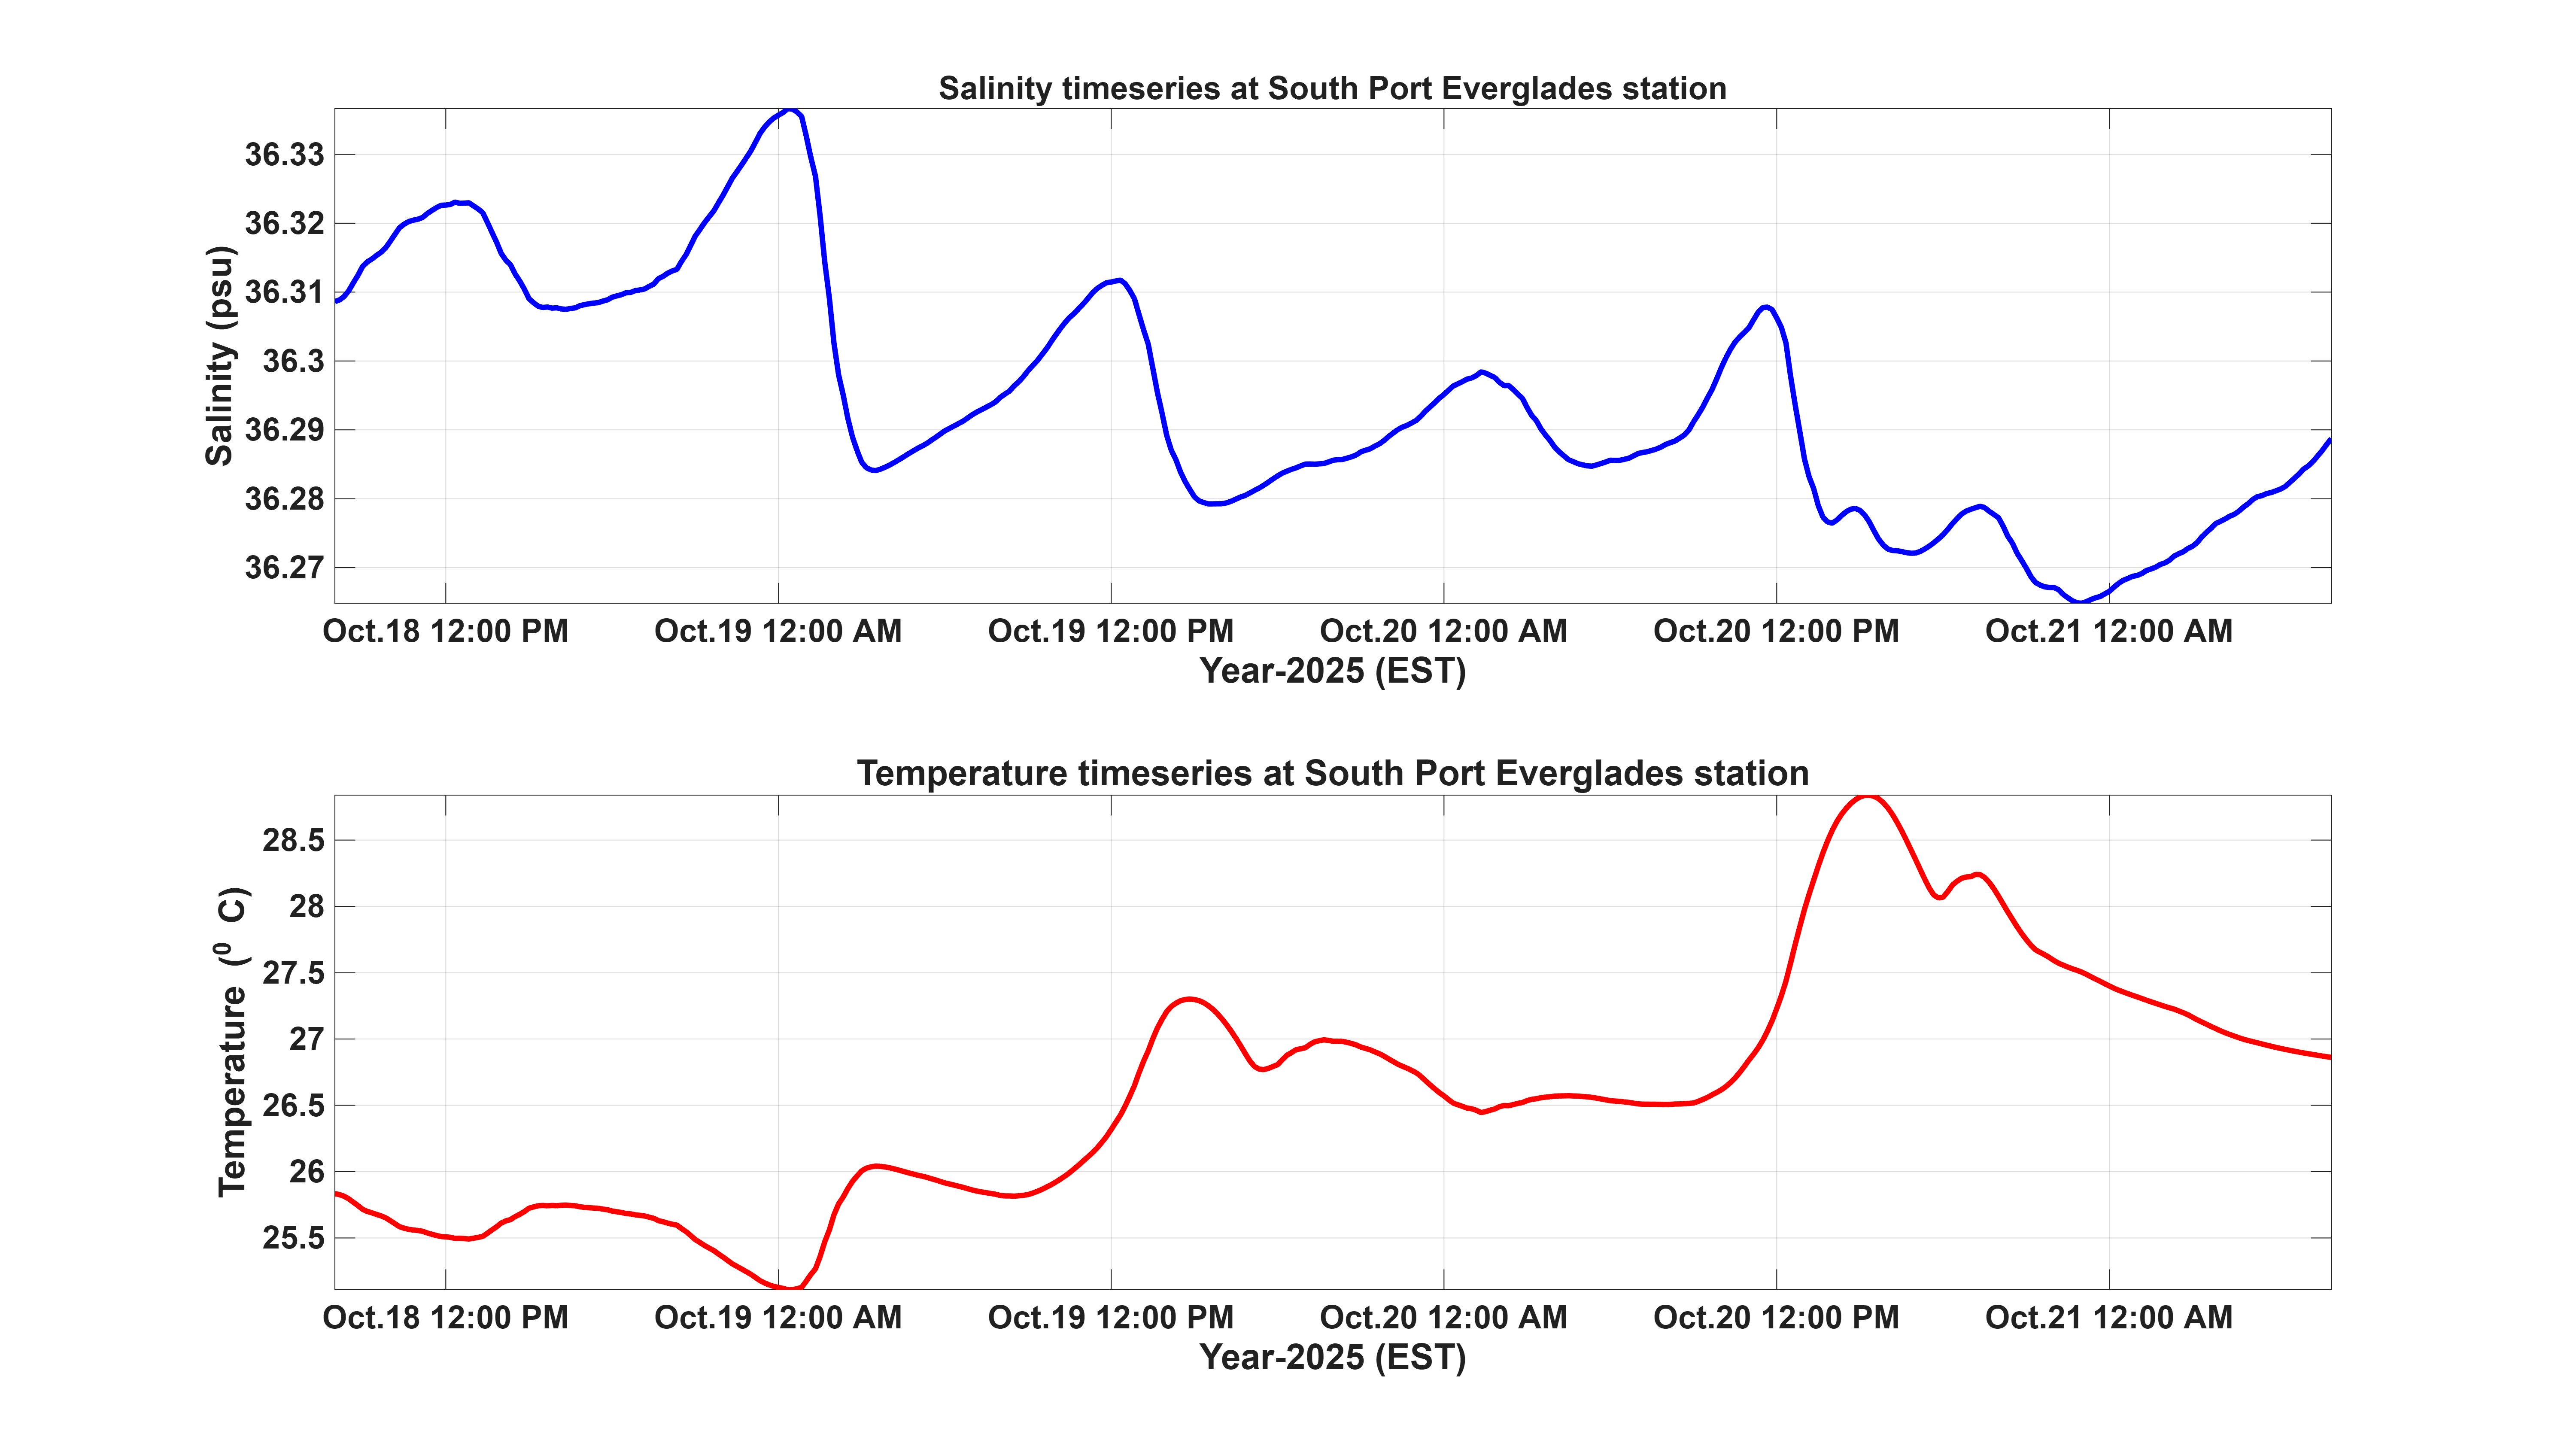 Salinity timeseries at South Port Everglades station
Salinity (psu)
36.33
36.32
36.31
36.3
36.29
36.28
36.27
Oct.18 12:00 PM Oct.19 12:00 AM Oct.19 12:00 PM Oct.20 12:00 AM Oct.20 12:00 PM Oct.21 12:00 AM
Year-2025 (EST)
Temperature timeseries at South Port Everglades station
Temperature (⁰ C)
28.5
28
27.5
27
26.5
26
25.5
Oct.18 12:00 PM Oct.19 12:00 AM Oct.19 12:00 PM Oct.20 12:00 AM Oct.20 12:00 PM Oct.21 12:00 AM
Year-2025 (EST)